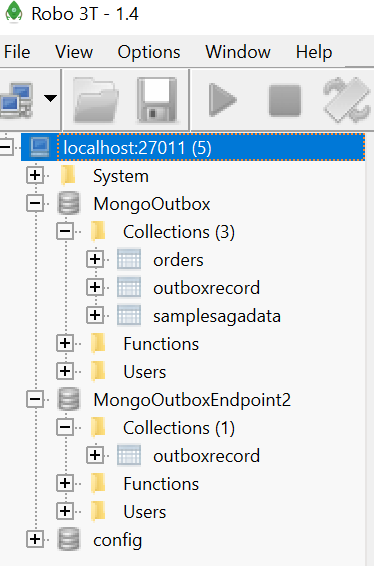 Robo 3T - 1.4
File View Options Window Help
localhost:27011 (5)
System
MongoOutbox
Collections (3)
orders
outboxrecord
samplesagadata
Functions
Users
MongoOutboxEndpoint2
Collections (1)
outboxrecord
Functions
Users
config